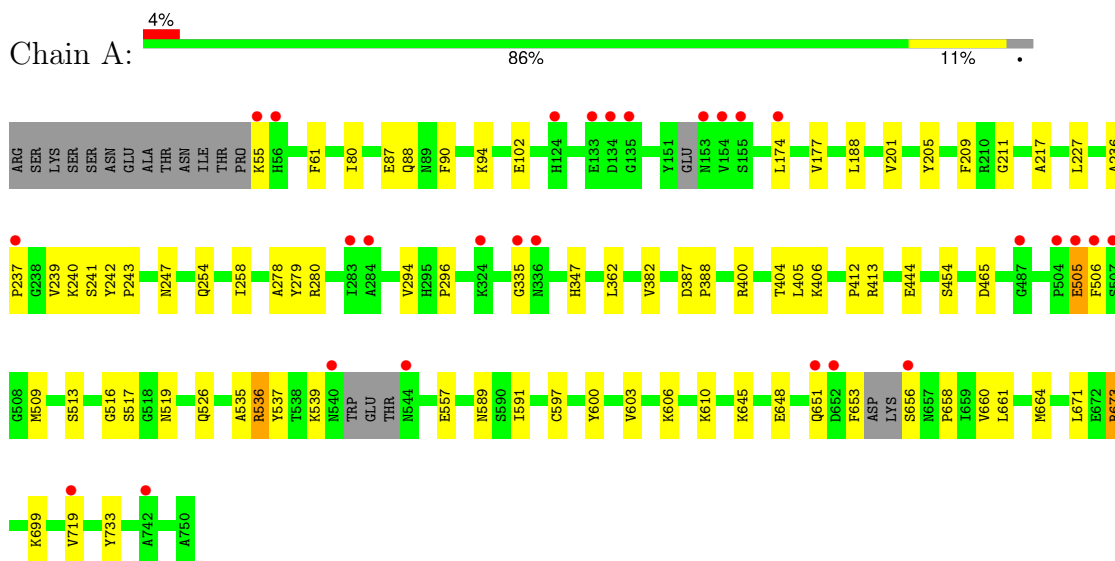 4%
Chain A:
86% 11% •
ARG SER LYS SER SER ASN GLU ALA THR ASN ILE THR PRO K55 H56 F61 I80 E87 Q88 N89 F90 K94 E102 H124 E133 D134 G135 Y151 GLU N153 V154 S155 L174 V177 L188 V201 Y205 F209 R210 G211 A217 L227 A236
P237 G238 V239 K240 S241 Y242 P243 N247 Q254 I258 A278 Y279 R280 I283 A284 V294 H295 P296 K324 G335 N336 H347 L362 V382 D387 P388 R400 T404 L405 K406 P412 R413 E444 S454 D465 G487 P504 E505 F506 S507
G508 M509 S513 G516 S517 G518 N519 Q526 A535 R536 Y537 T538 K539 N540 TRP GLU THR N544 E557 N589 S590 I591 C597 Y600 V603 K606 K610 K645 E648 Q651 D652 F653 ASP LYS S656 N657 P658 I659 V660 L661 M664 L671 E672 R673
K699 V719 Y733 A742 A750